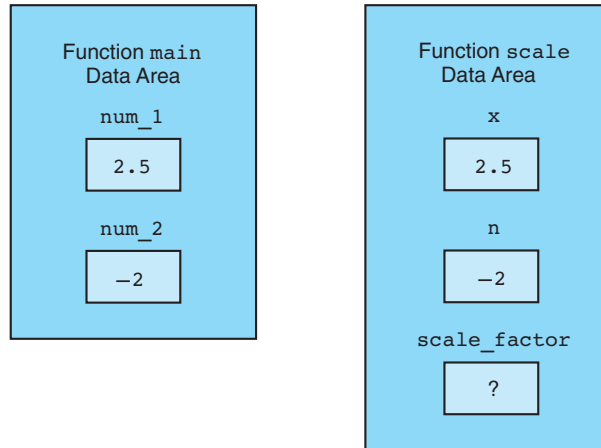 Function main
Data Area
num_1
2.5
num_2
–2
Function scale
Data Area
x
2.5
n
–2
scale_factor
?